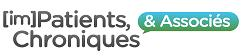 [im]Patients,
Chroniques
& Associés